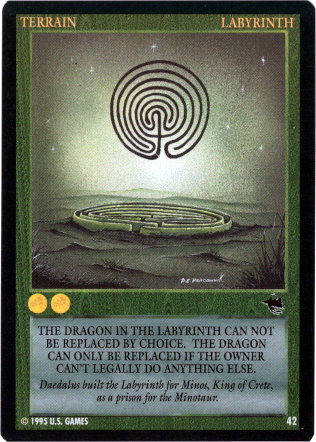 TERRAIN LABYRINTH
THE DRAGON IN THE LABYRINTH CAN NOT
BE REPLACED BY CHOICE. THE DRAGON
CAN ONLY BE REPLACED IF THE OWNER
CAN'T LEGALLY DO ANYTHING ELSE.
Daedalus built the Labyrinth for Minos, King of Crete,
as a prison for the Minotaur.
© 1995 U.S. GAMES 42